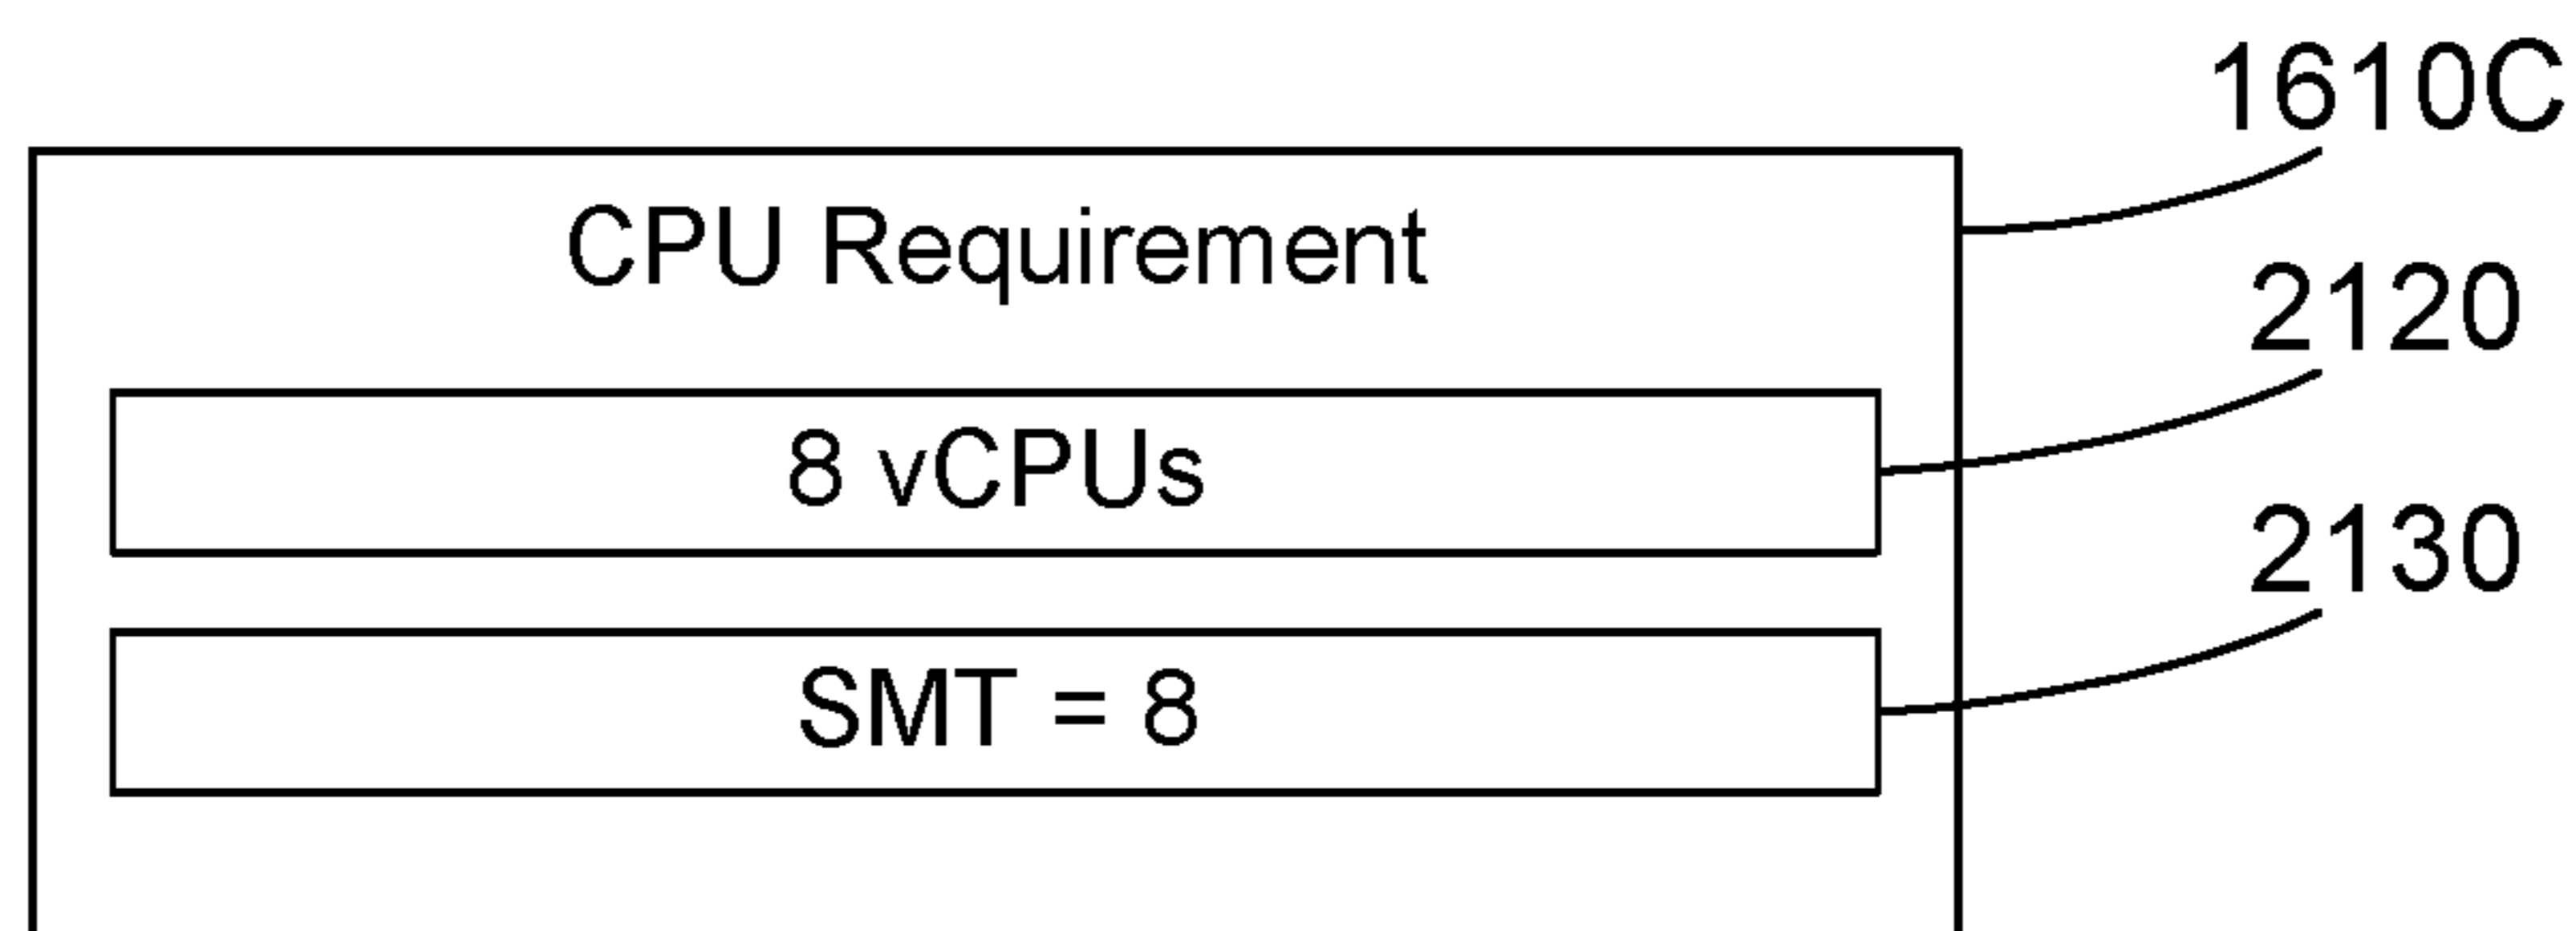 1610C
CPU Requirement
2120
8 vCPUs
2130
SMT = 8